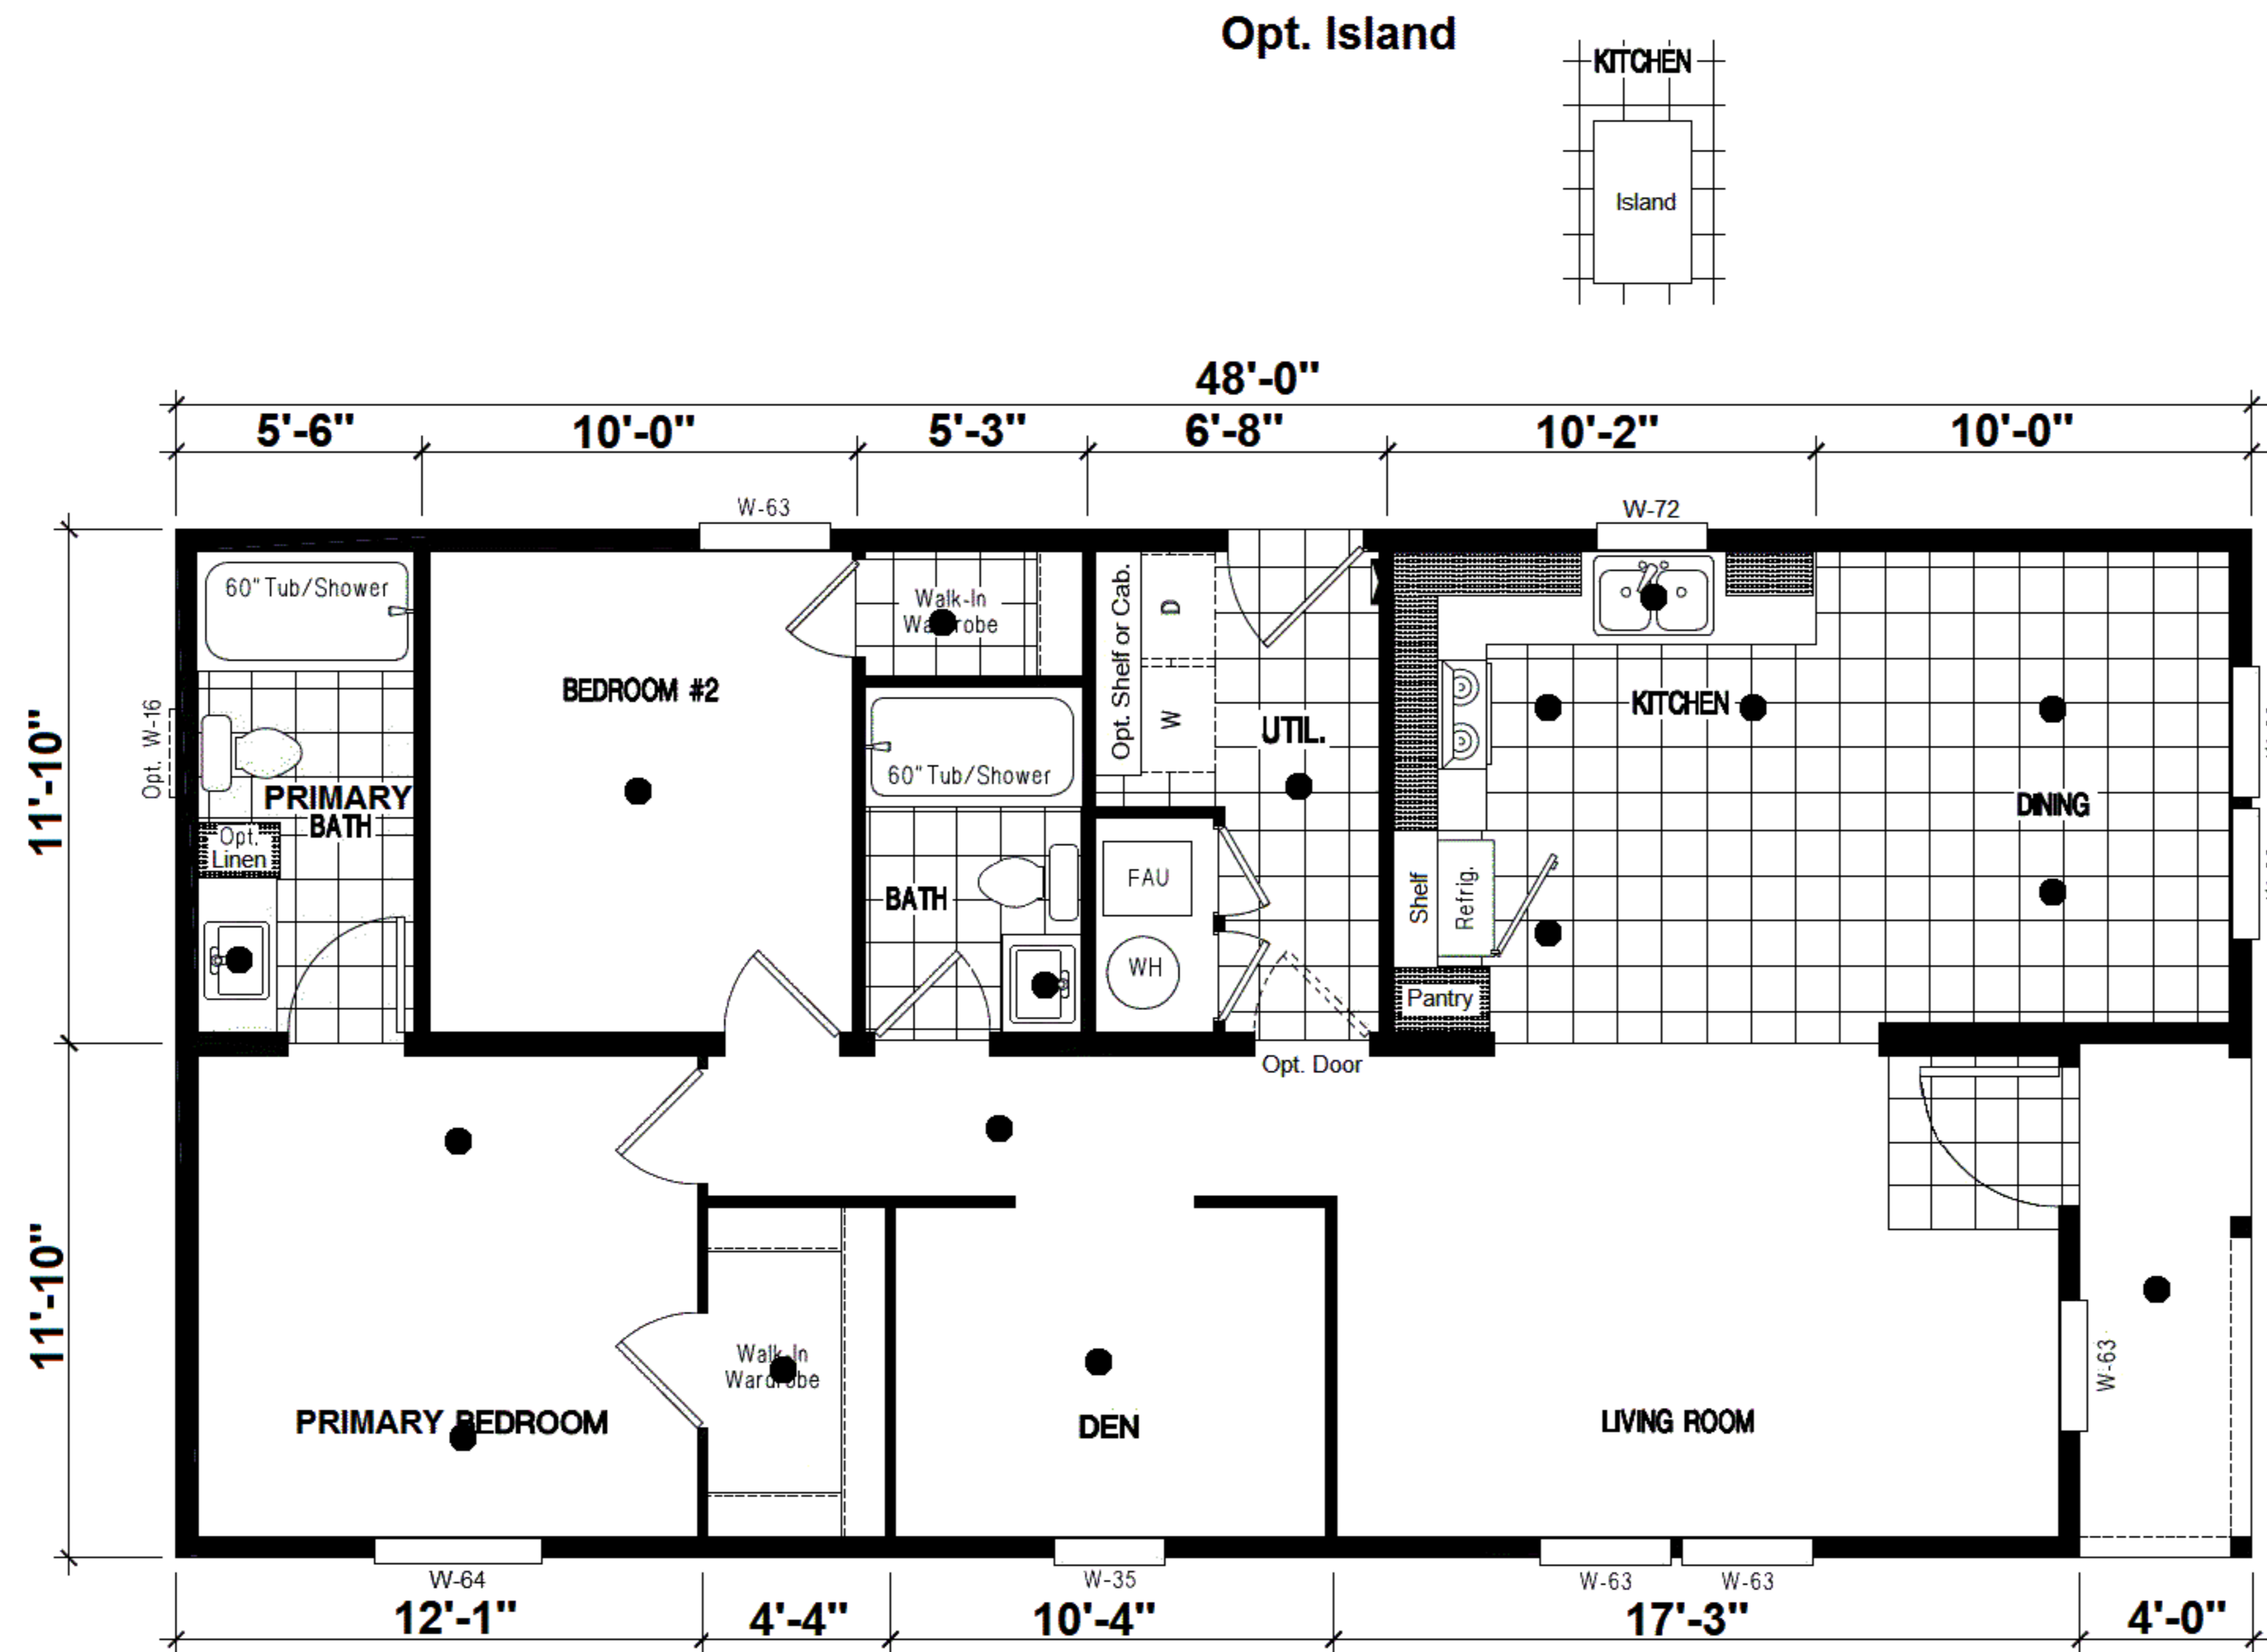 Opt. Island
KITCHEN
Island
48'-0"
5'-6"
10'-0"
5'-3"
6'-8"
10'-2"
10'-0"
W-63
W-72
60" Tub/Shower
Walk-In
Wardrobe
Opt. Shelf or Cab.
D
W
BEDROOM #2
UTIL.
KITCHEN
DINING
Opt. W-16
11'-10"
PRIMARY
BATH
60" Tub/Shower
Opt.
Linen
BATH
FAU
WH
Shelf
Refrig.
Pantry
Opt. Door
11'-10"
Walk-In
Wardrobe
W-63
PRIMARY BEDROOM
DEN
LIVING ROOM
W-64
W-35
W-63
W-63
12'-1"
4'-4"
10'-4"
17'-3"
4'-0"